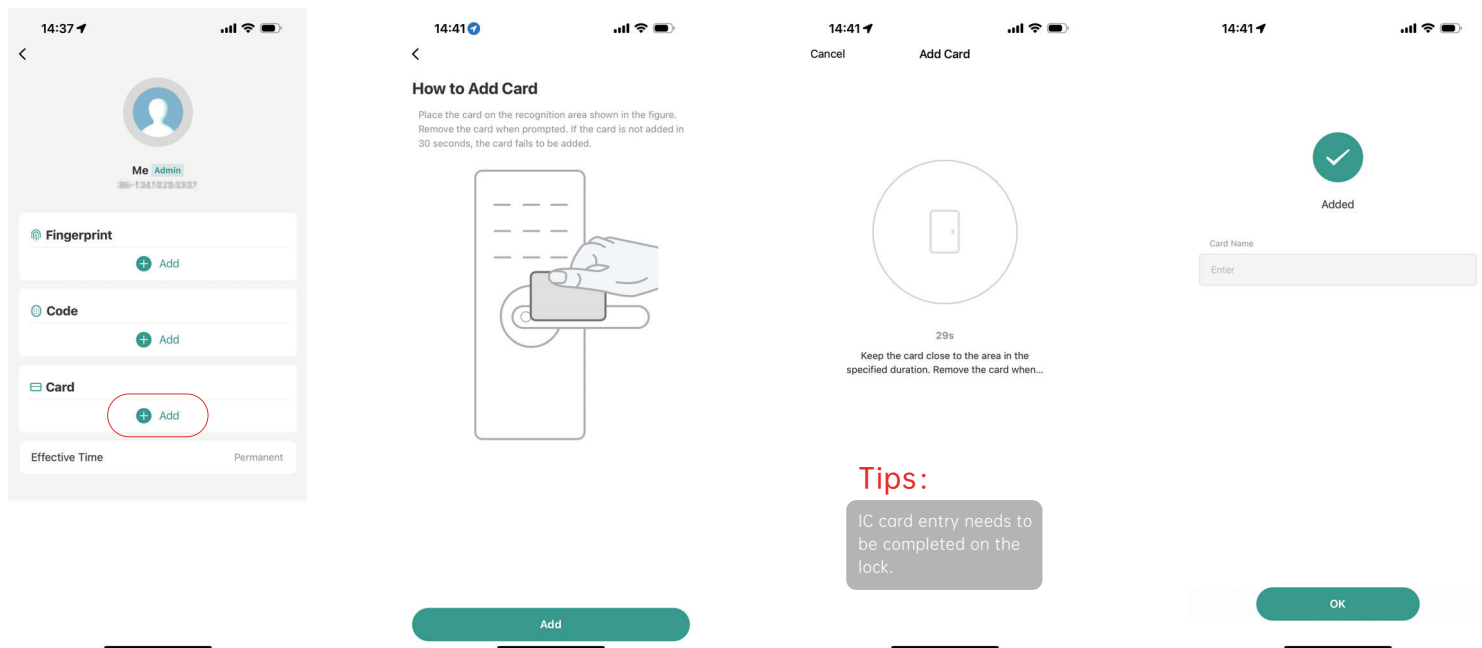 14:37
Me Admin
Fingerprint
Add
Code
Add
Card
Add
Effective Time Permanent
14:41
How to Add Card
Place the card on the recognition area shown in the figure.
Remove the card when prompted. If the card is not added in
30 seconds, the card fails to be added.
Add
14:41
Cancel Add Card
29s
Keep the card close to the area in the
specified duration. Remove the card when...
Tips:
IC card entry needs to
be completed on the
lock.
14:41
Added
Card Name
Enter
OK